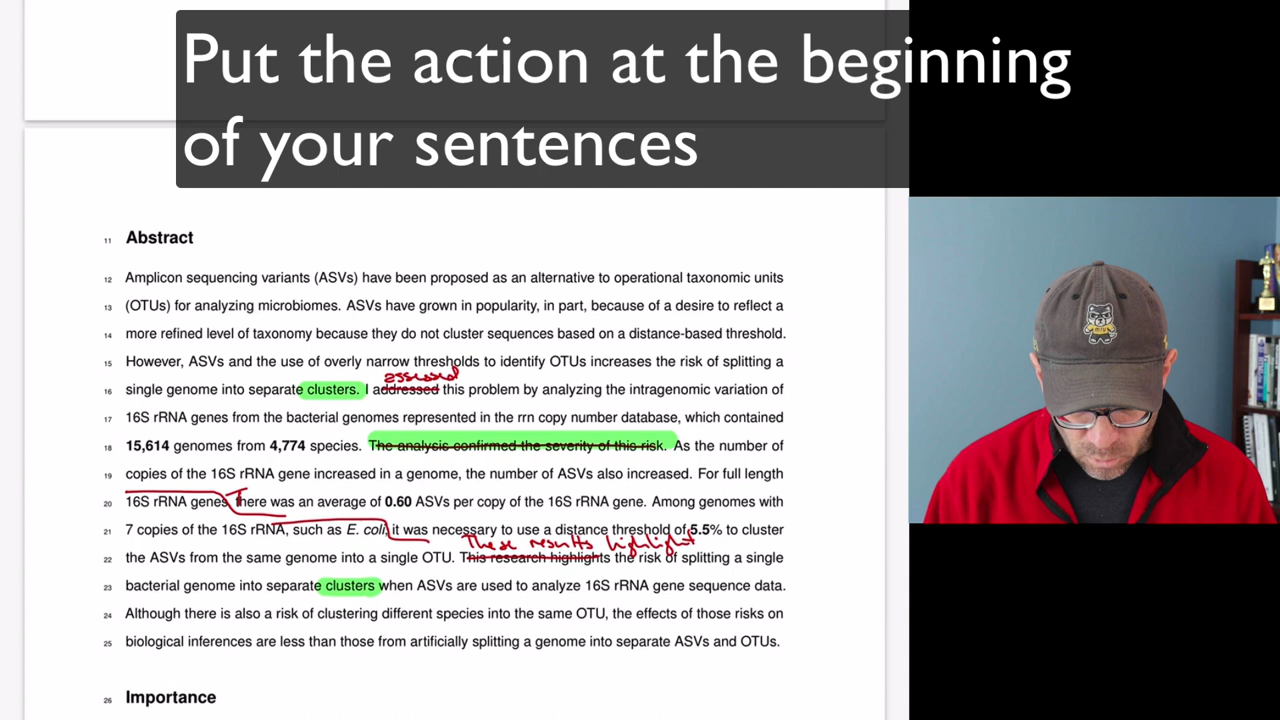 Put the action at the beginning
of your sentences
11 Abstract
12 Amplicon sequencing variants (ASVs) have been proposed as an alternative to operational taxonomic units
13 (OTUs) for analyzing microbiomes. ASVs have grown in popularity, in part, because of a desire to reflect a
14 more refined level of taxonomy because they do not cluster sequences based on a distance-based threshold.
15 However, ASVs and the use of overly narrow thresholds to identify OTUs increases the risk of splitting a
assessed
16 single genome into separate clusters. I addressed this problem by analyzing the intragenomic variation of
17 16S rRNA genes from the bacterial genomes represented in the rrn copy number database, which contained
18 15,614 genomes from 4,774 species. The analysis confirmed the severity of this risk. As the number of
19 copies of the 16S rRNA gene increased in a genome, the number of ASVs also increased. For full length
20 16S rRNA genes, there was an average of 0.60 ASVs per copy of the 16S rRNA gene. Among genomes with
21 7 copies of the 16S rRNA, such as E. coli, it was necessary to use a distance threshold of 5.5% to cluster
These results highlight
22 the ASVs from the same genome into a single OTU. This research highlights the risk of splitting a single
23 bacterial genome into separate clusters when ASVs are used to analyze 16S rRNA gene sequence data.
24 Although there is also a risk of clustering different species into the same OTU, the effects of those risks on
25 biological inferences are less than those from artificially splitting a genome into separate ASVs and OTUs.
26 Importance